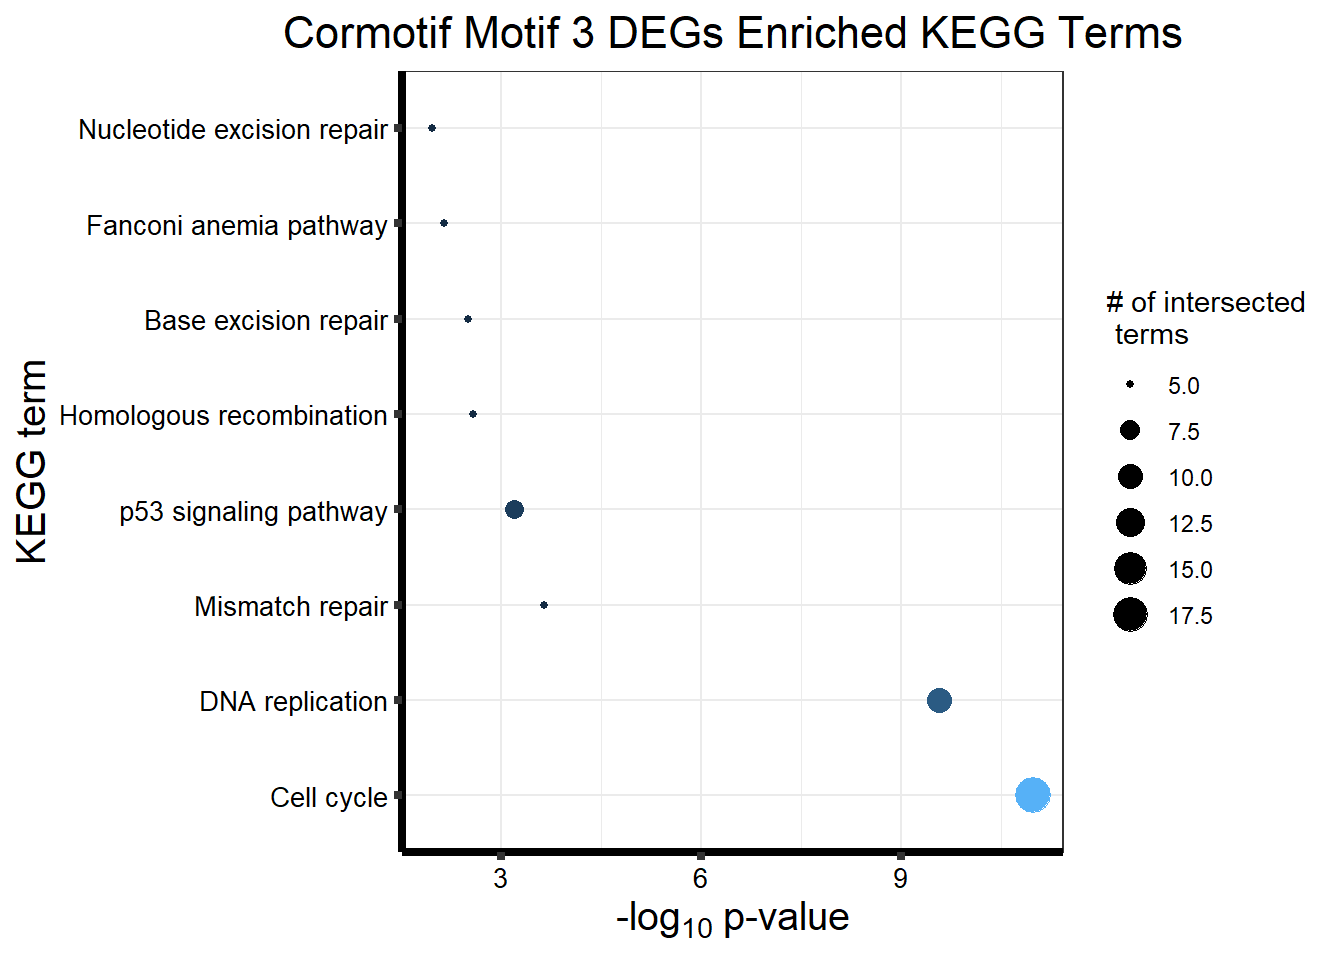 Cormotif Motif 3 DEGs Enriched KEGG Terms
KEGG term
Nucleotide excision repair
Fanconi anemia pathway
Base excision repair
Homologous recombination
p53 signaling pathway
Mismatch repair
DNA replication
Cell cycle
3
6
9
-log10 p-value
# of intersected
terms
5.0
7.5
10.0
12.5
15.0
17.5